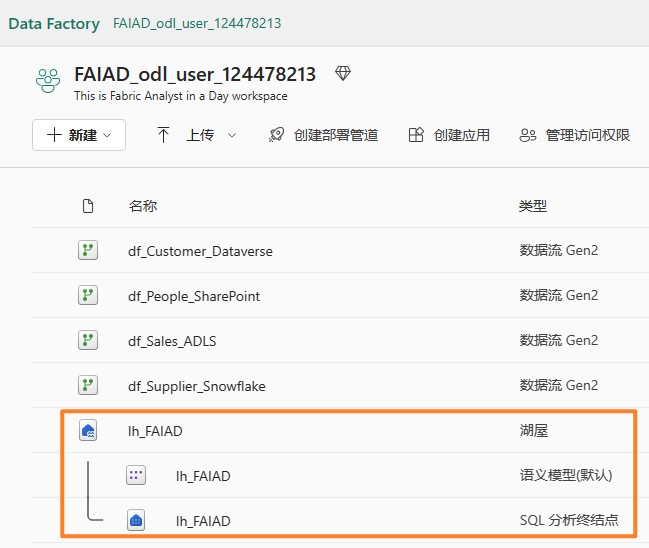 Data Factory FAIAD_odl_user_124478213
FAIAD_odl_user_124478213
This is Fabric Analyst in a Day workspace
新建 上传 创建部署管道 创建应用 管理访问权限
名称 类型
df_Customer_Dataverse 数据流 Gen2
df_People_SharePoint 数据流 Gen2
df_Sales_ADLS 数据流 Gen2
df_Supplier_Snowflake 数据流 Gen2
lh_FAIAD 湖屋
lh_FAIAD 语义模型(默认)
lh_FAIAD SQL 分析终结点